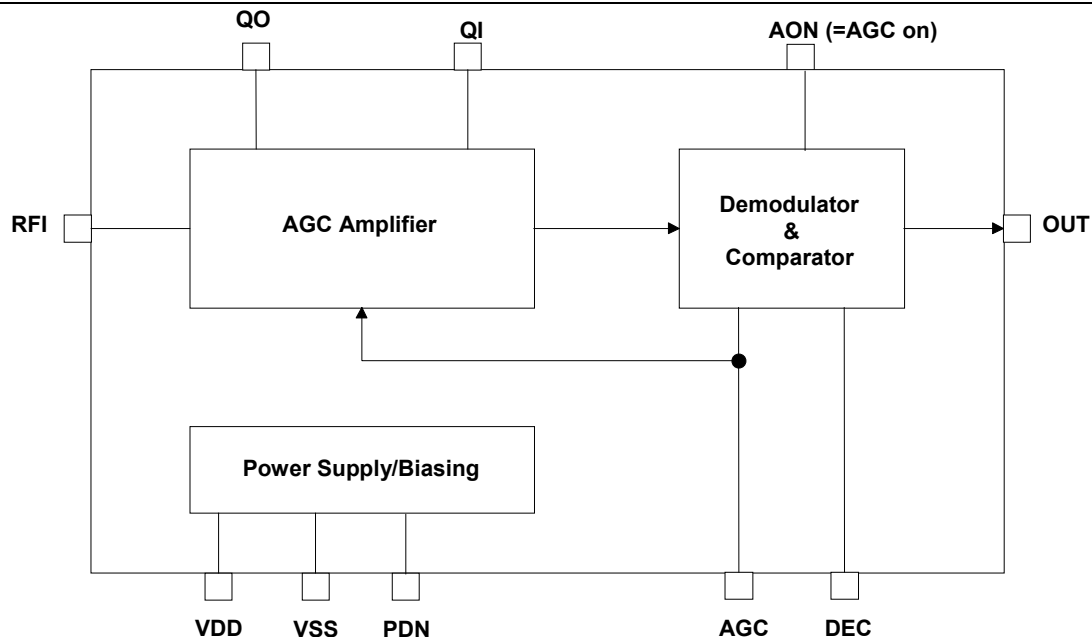 QO
QI
AON (=AGC on)
RFI
AGC Amplifier
Demodulator
&
Comparator
OUT
Power Supply/Biasing
VDD
VSS
PDN
AGC
DEC